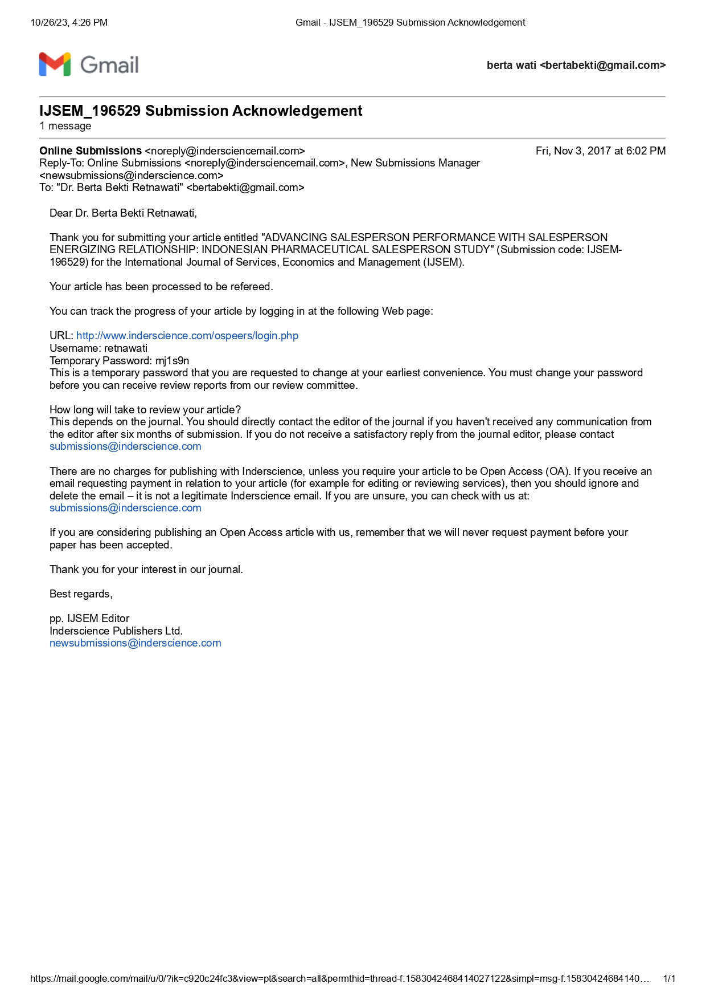 10/26/23, 4:26 PM Gmail - IJSEM_196529 Submission Acknowledgement
Gmail berta wati <bertabekti@gmail.com>
IJSEM_196529 Submission Acknowledgement
1 message
Online Submissions <noreply@indersciencemail.com> Fri, Nov 3, 2017 at 6:02 PM
Reply-To: Online Submissions <noreply@indersciencemail.com>, New Submissions Manager
<newsubmissions@inderscience.com>
To: "Dr. Berta Bekti Retnawati" <bertabekti@gmail.com>
Dear Dr. Berta Bekti Retnawati,
Thank you for submitting your article entitled "ADVANCING SALESPERSON PERFORMANCE WITH SALESPERSON
ENERGIZING RELATIONSHIP: INDONESIAN PHARMACEUTICAL SALESPERSON STUDY" (Submission code: IJSEM-
196529) for the International Journal of Services, Economics and Management (IJSEM).
Your article has been processed to be refereed.
You can track the progress of your article by logging in at the following Web page:
URL: http://www.inderscience.com/ospeers/login.php
Username: retnawati
Temporary Password: mj1s9n
This is a temporary password that you are requested to change at your earliest convenience. You must change your password
before you can receive review reports from our review committee.
How long will take to review your article?
This depends on the journal. You should directly contact the editor of the journal if you haven't received any communication from
the editor after six months of submission. If you do not receive a satisfactory reply from the journal editor, please contact
submissions@inderscience.com
There are no charges for publishing with Inderscience, unless you require your article to be Open Access (OA). If you receive an
email requesting payment in relation to your article (for example for editing or reviewing services), then you should ignore and
delete the email – it is not a legitimate Inderscience email. If you are unsure, you can check with us at:
submissions@inderscience.com
If you are considering publishing an Open Access article with us, remember that we will never request payment before your
paper has been accepted.
Thank you for your interest in our journal.
Best regards,
pp. IJSEM Editor
Inderscience Publishers Ltd.
newsubmissions@inderscience.com
https://mail.google.com/mail/u/0/?ik=c920c24fc3&view=pt&search=all&permthid=thread-f:1583042468414027122&simpl=msg-f:15830424684140… 1/1